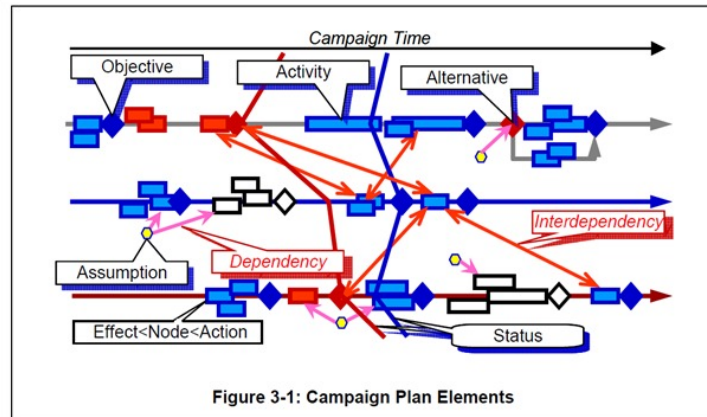 Campaign Time
Objective
Activity
Alternative
Interdependency
Assumption
Dependency
Effect<Node<Action
Status
Figure 3-1: Campaign Plan Elements